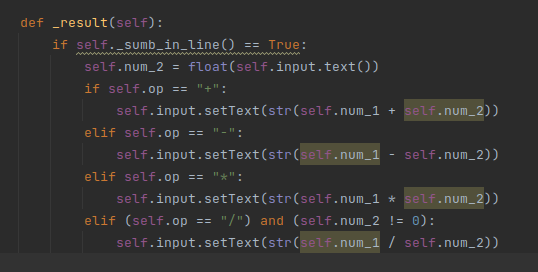 def _result(self):
if self._sumb_in_line() == True:
self.num_2 = float(self.input.text())
if self.op == "+":
self.input.setText(str(self.num_1 + self.num_2))
elif self.op == "-":
self.input.setText(str(self.num_1 - self.num_2))
elif self.op == "*":
self.input.setText(str(self.num_1 * self.num_2))
elif (self.op == "/") and (self.num_2 != 0):
self.input.setText(str(self.num_1 / self.num_2))